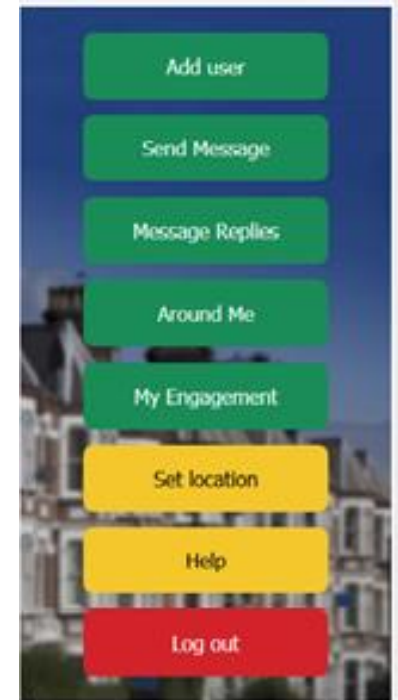 Add user
Send Message
Message Replies
Around Me
My Engagement
Set location
Help
Log out